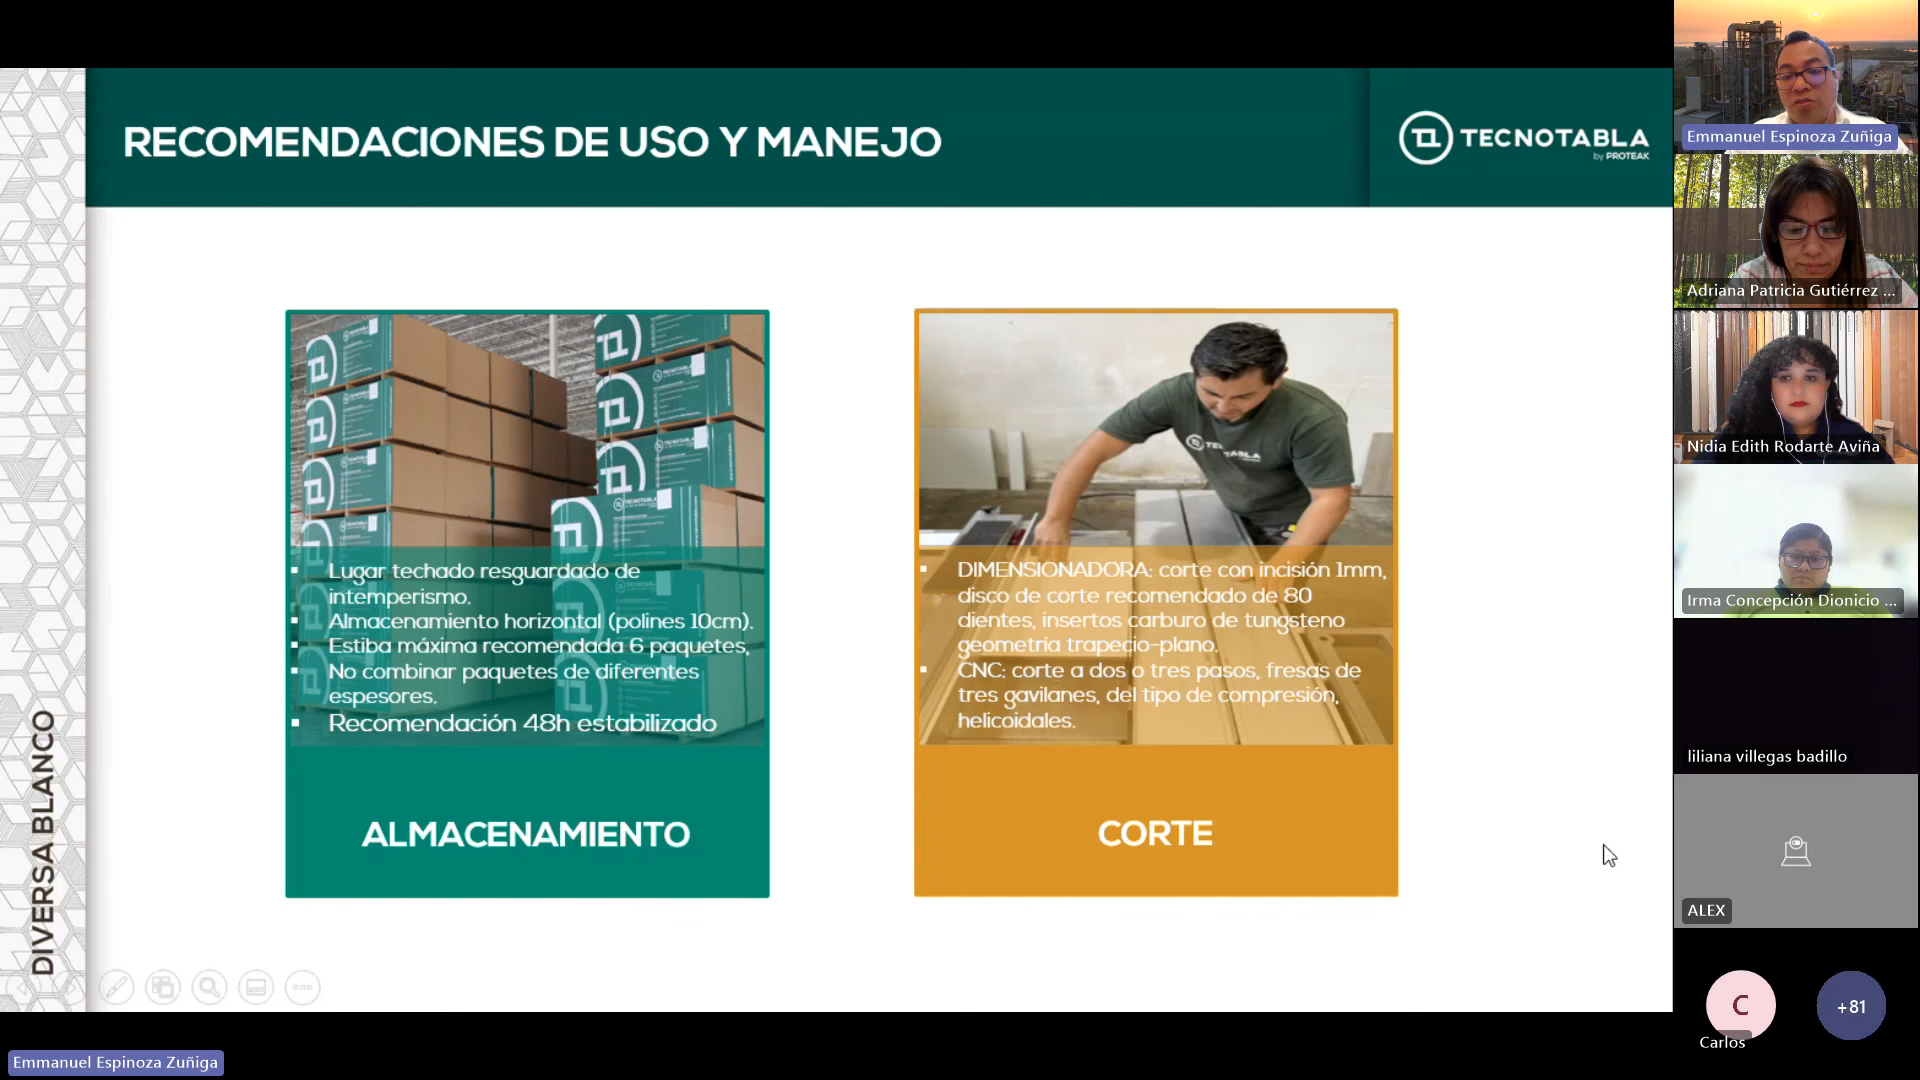 RECOMENDACIONES DE USO Y MANEJO
TECNOTABLA
by PROTEAK
DIVERSA BLANCO
Lugar techado resguardado de
intemperismo.
Almacenamiento horizontal (polines 10cm).
Estiba máxima recomendada 6 paquetes,
No combinar paquetes de diferentes
espesores.
Recomendación 48h estabilizado
ALMACENAMIENTO
DIMENSIONADORA: corte con incisión 1mm,
disco de corte recomendado de 80
dientes, insertos carburo de tungsteno
geometría trapecio-plano.
CNC: corte a dos o tres pasos, fresas de
tres gavilanes, del tipo de compresión,
helicoidales.
CORTE
Emmanuel Espinoza Zuñiga
Adriana Patricia Gutiérrez ...
Nidia Edith Rodarte Aviña
Irma Concepción Dionicio ...
liliana villegas badillo
ALEX
C
Carlos
+81
Emmanuel Espinoza Zuñiga